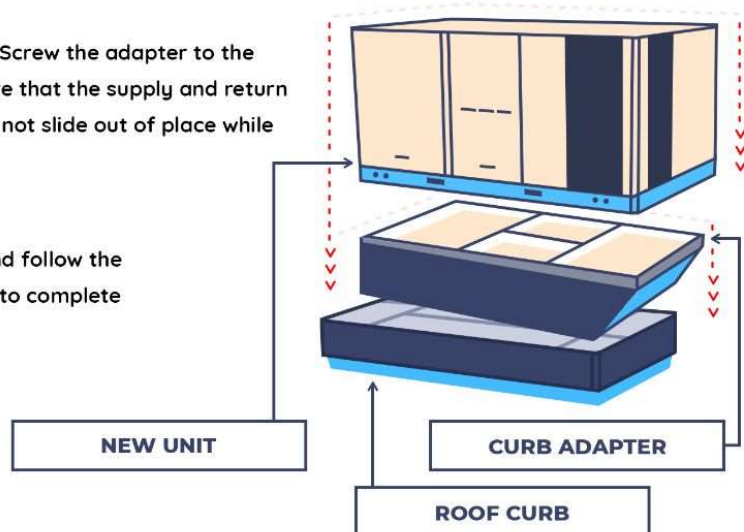 Screw the adapter to the
e that the supply and return
not slide out of place while
d follow the
to complete
NEW UNIT
CURB ADAPTER
ROOF CURB